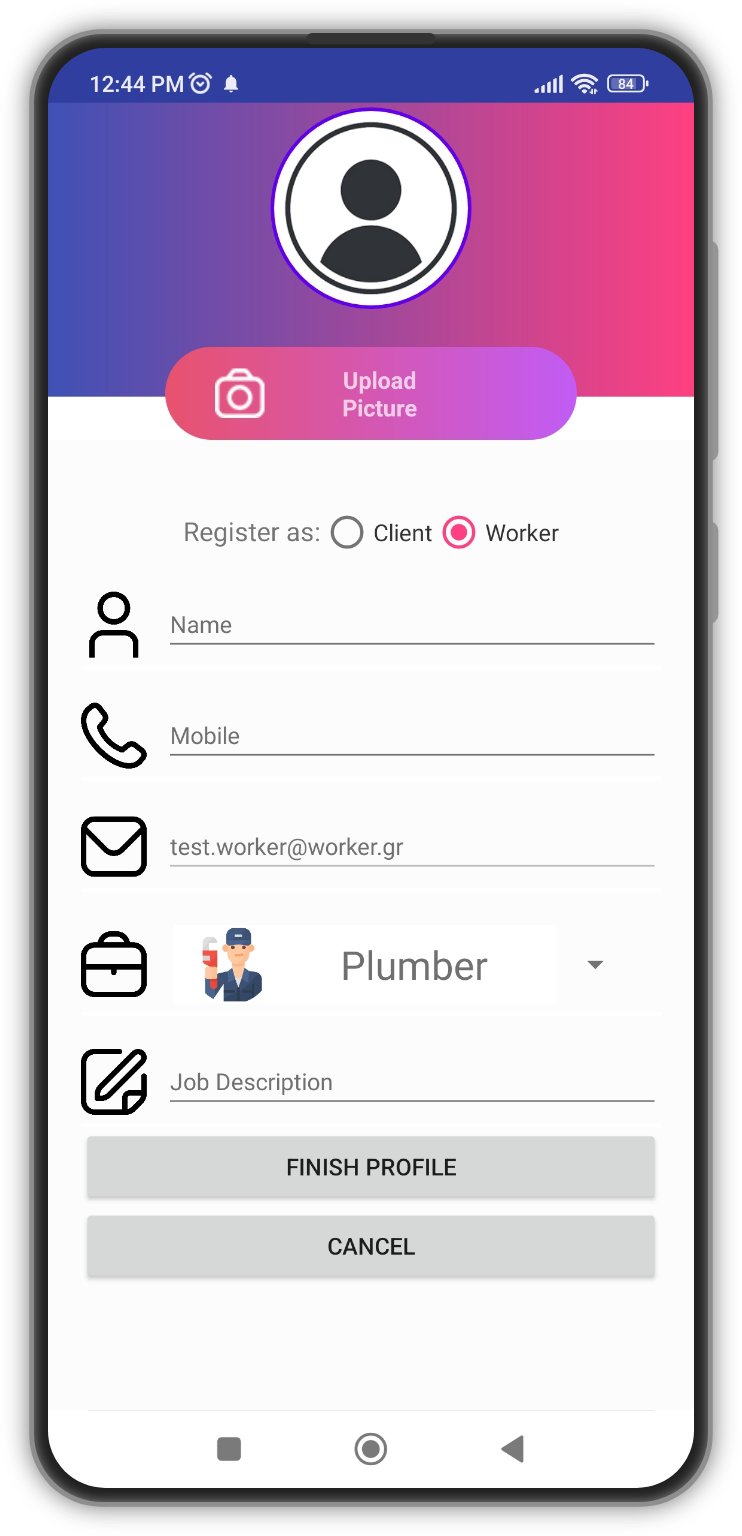 12:44 PM
84
Upload
Picture
Register as: Client Worker
Name
Mobile
test.worker@worker.gr
Plumber
Job Description
FINISH PROFILE
CANCEL